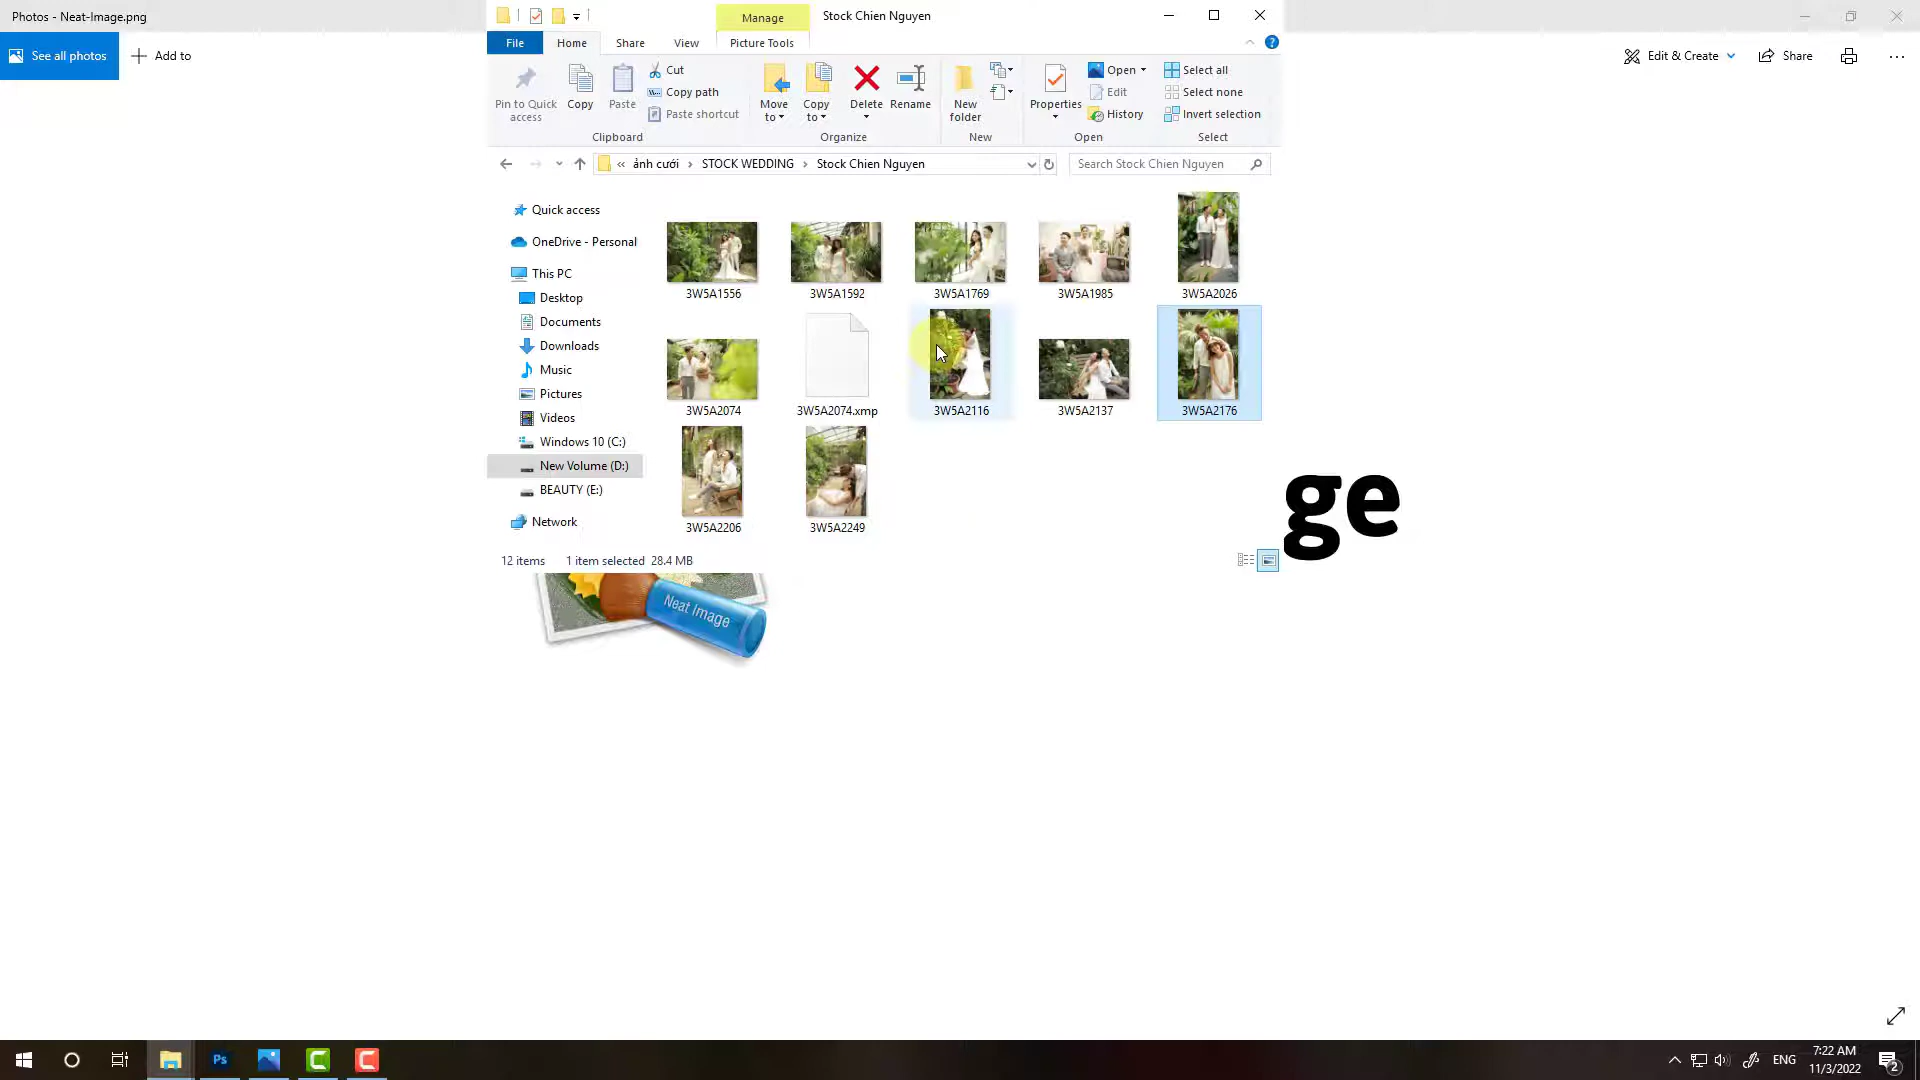 Photos - Neat-Image.png
See all photos
Add to
Edit & Create
Share
Manage
Stock Chien Nguyen
File
Home
Share
View
Picture Tools
Pin to Quick access
Copy
Paste
Cut
Copy path
Paste shortcut
Clipboard
Move to
Copy to
Delete
Rename
Organize
New folder
New
Properties
Open
Edit
History
Open
Select all
Select none
Invert selection
Select
« ảnh cưới › STOCK WEDDING › Stock Chien Nguyen
Search Stock Chien Nguyen
Quick access
OneDrive - Personal
This PC
Desktop
Documents
Downloads
Music
Pictures
Videos
Windows 10 (C:)
New Volume (D:)
BEAUTY (E:)
Network
3W5A1556
3W5A1592
3W5A1769
3W5A1985
3W5A2026
3W5A2074
3W5A2074.xmp
3W5A2116
3W5A2137
3W5A2176
3W5A2206
3W5A2249
12 items
1 item selected 28.4 MB
ge
Neat Image
Ps
ENG
7:22 AM
11/3/2022
2